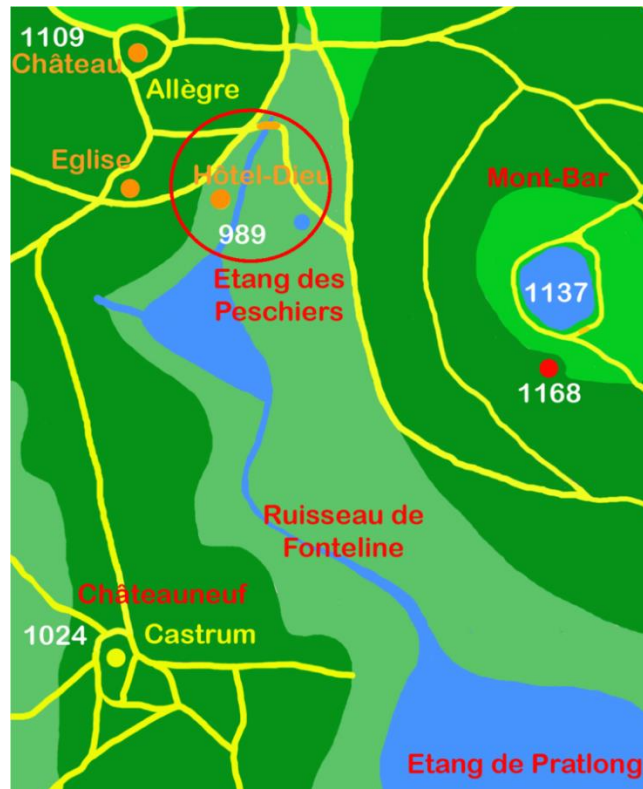 1109
Château
Allègre
Eglise
Hôtel-Dieu
989
Etang des
Peschiers
Mont-Bar
1137
1168
Ruisseau de
Fonteline
Châteauneuf
1024
Castrum
Etang de Pratlong